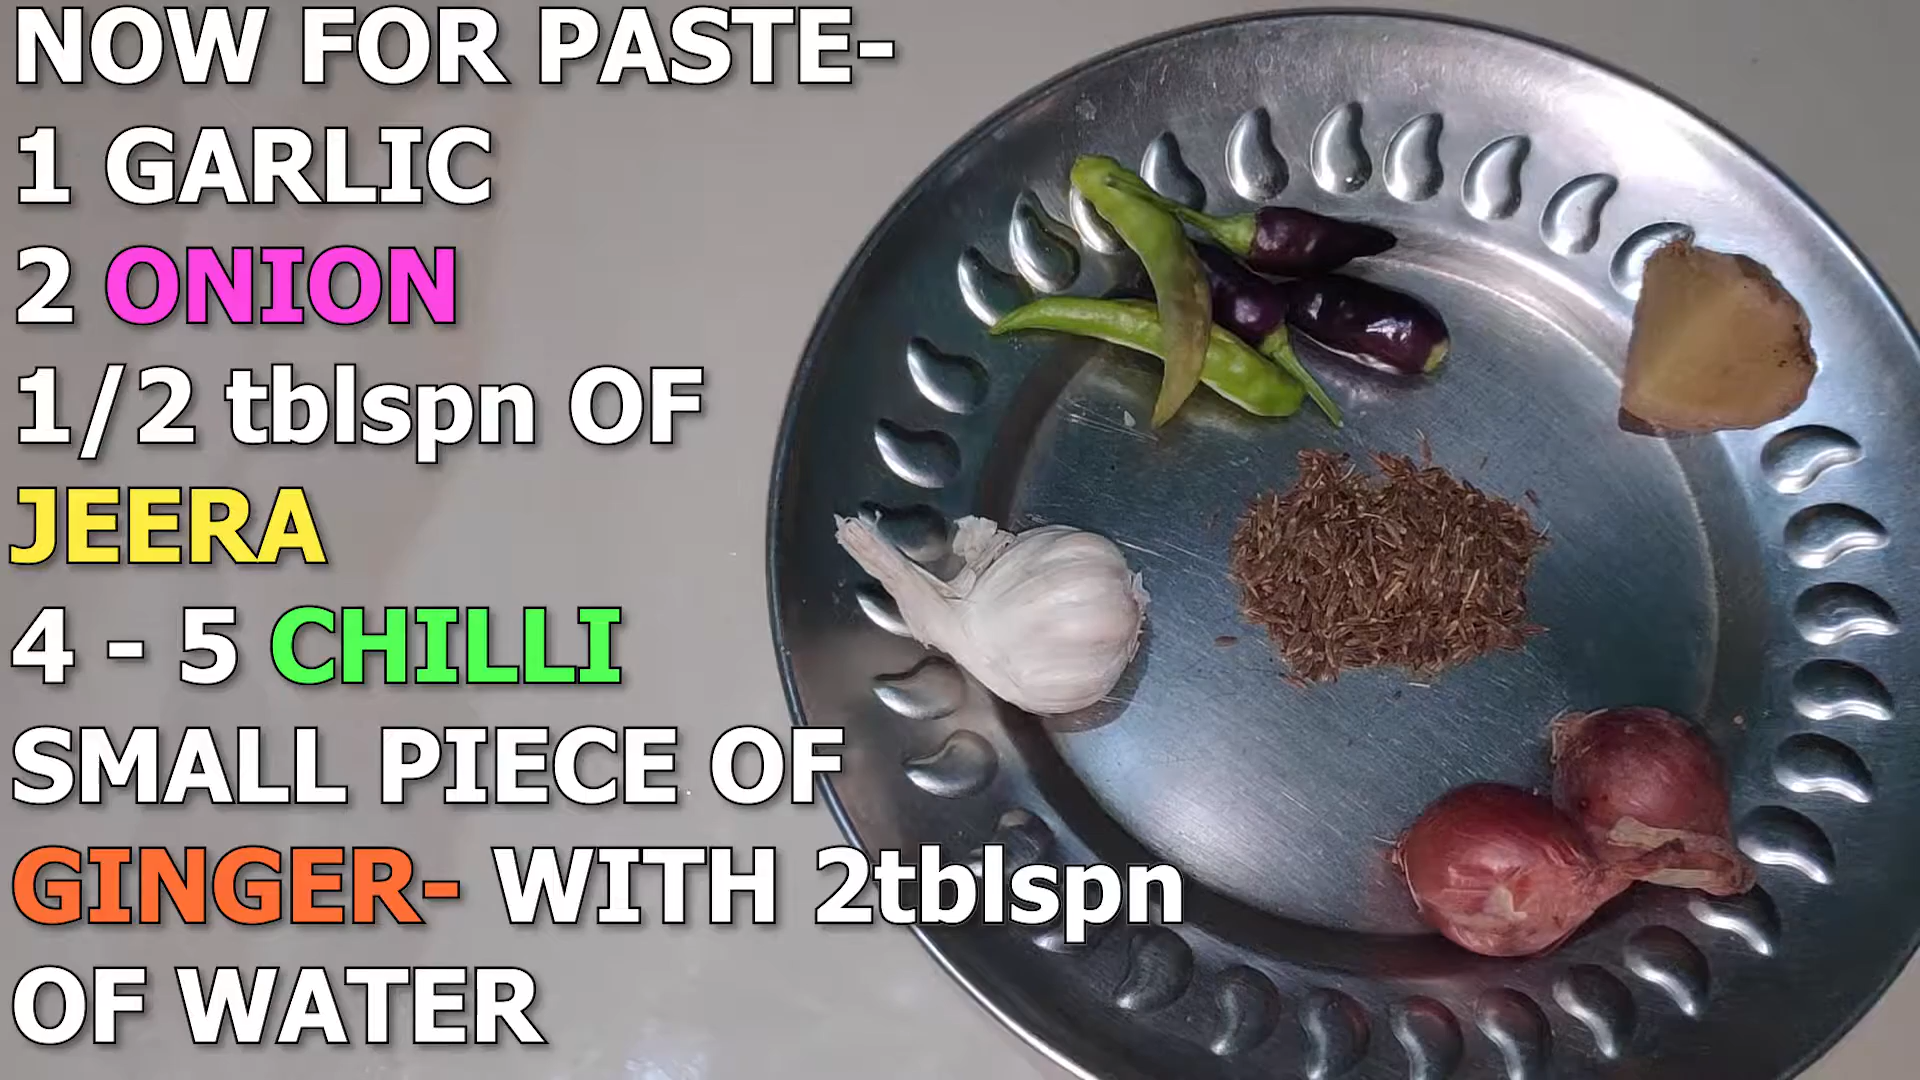 NOW FOR PASTE-
1 GARLIC
2 ONION
1/2 tblspn OF
JEERA
4 - 5 CHILLI
SMALL PIECE OF
GINGER- WITH 2tblspn
OF WATER